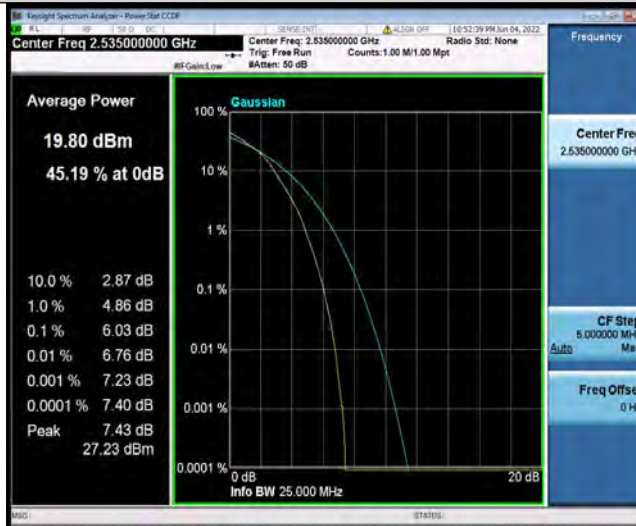 Keysight Spectrum Analyzer - Power Stat CCDF
RL RF 50 Ω DC SENSE:INT ALIGN OFF 10:52:39 PM Jun 04, 2022
Center Freq 2.535000000 GHz
Center Freq: 2.535000000 GHz Radio Std: None
Trig: Free Run Counts:1.00 M/1.00 Mpt
#IFGain:Low #Atten: 50 dB
Frequency
Average Power
19.80 dBm
45.19 % at 0dB
10.0 % 2.87 dB
1.0 % 4.86 dB
0.1 % 6.03 dB
0.01 % 6.76 dB
0.001 % 7.23 dB
0.0001 % 7.40 dB
Peak 7.43 dB
27.23 dBm
Gaussian
100 %
10 %
1 %
0.1 %
0.01 %
0.001 %
0.0001 %
0 dB 20 dB
Info BW 25.000 MHz
Center Fre
2.535000000 GH
CF Step
5.000000 MH
Auto Ma
Freq Offse
0 H
MSG STATUS